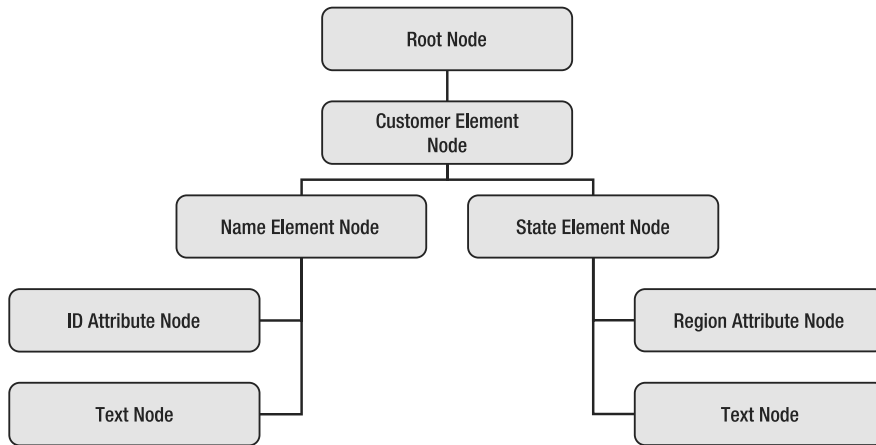 Root Node
Customer Element
Node
Name Element Node
State Element Node
ID Attribute Node
Region Attribute Node
Text Node
Text Node